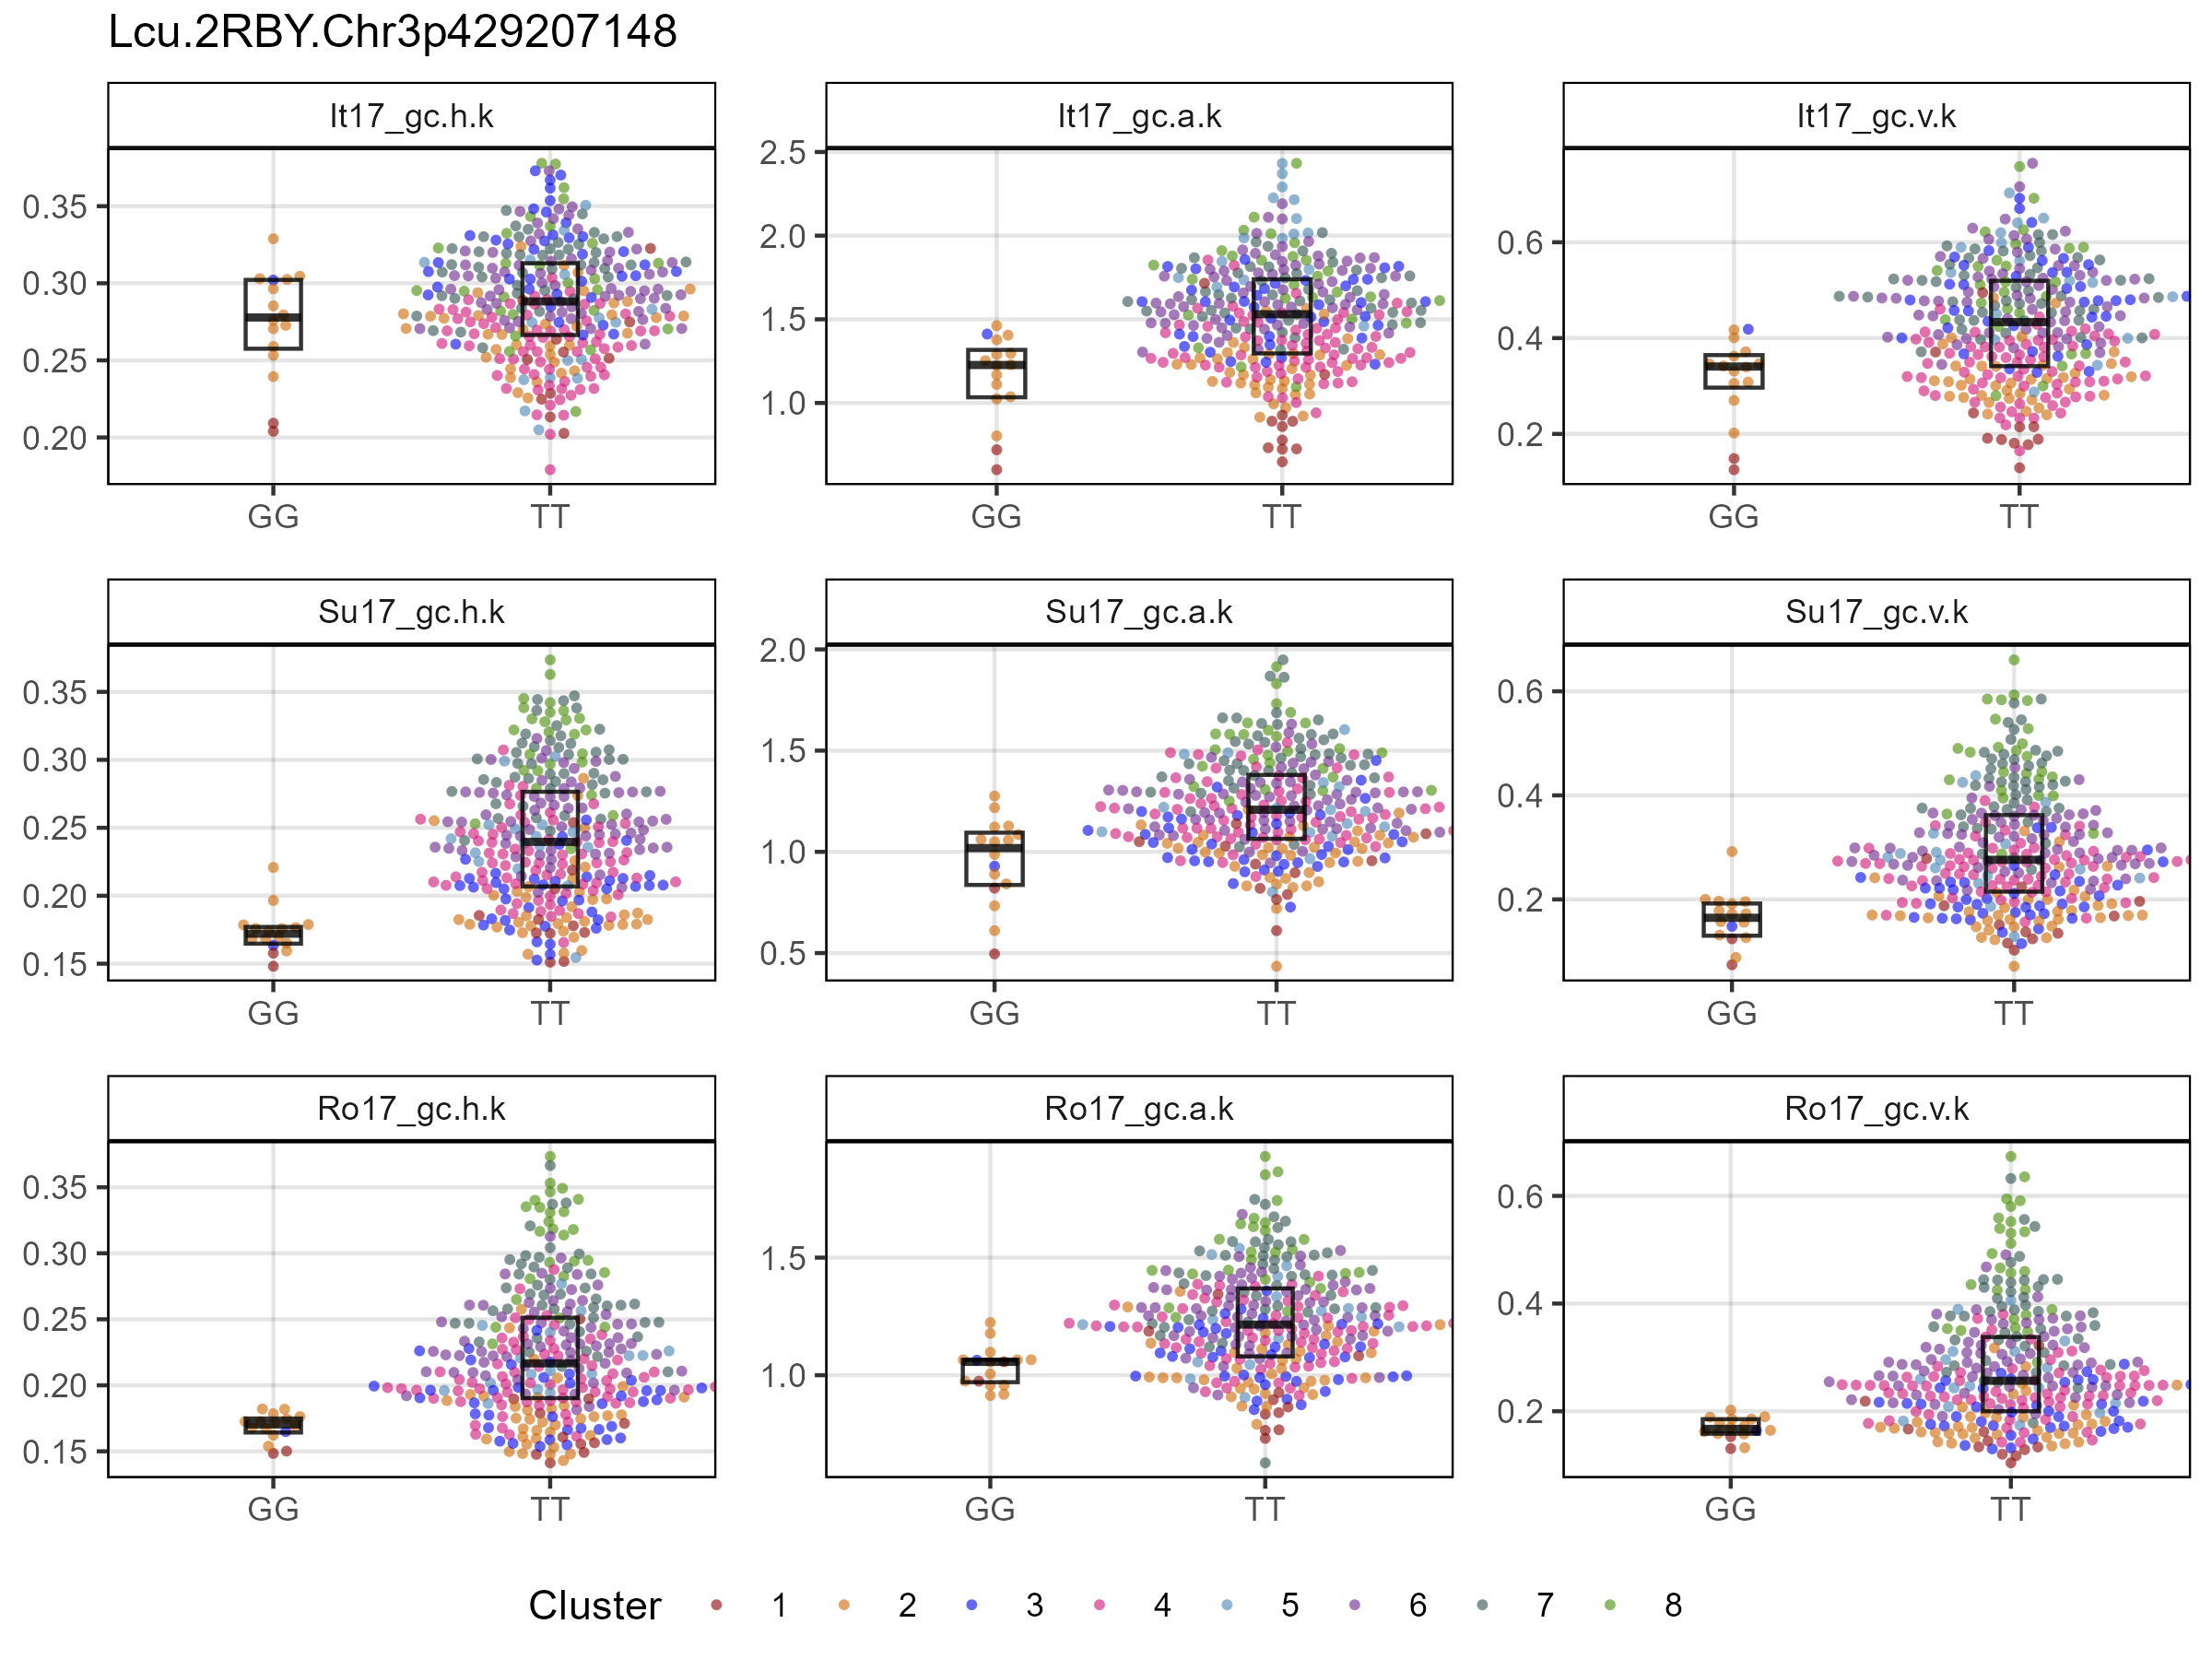 Lcu.2RBY.Chr3p429207148
It17_gc.h.k
It17_gc.a.k
It17_gc.v.k
0.35
0.30
0.25
0.20
GG
TT
2.5
2.0
1.5
1.0
GG
TT
0.6
0.4
0.2
GG
TT
Su17_gc.h.k
Su17_gc.a.k
Su17_gc.v.k
0.35
0.30
0.25
0.20
0.15
GG
TT
2.0
1.5
1.0
0.5
GG
TT
0.6
0.4
0.2
GG
TT
Ro17_gc.h.k
Ro17_gc.a.k
Ro17_gc.v.k
0.35
0.30
0.25
0.20
0.15
GG
TT
1.5
1.0
GG
TT
0.6
0.4
0.2
GG
TT
Cluster 1 2 3 4 5 6 7 8